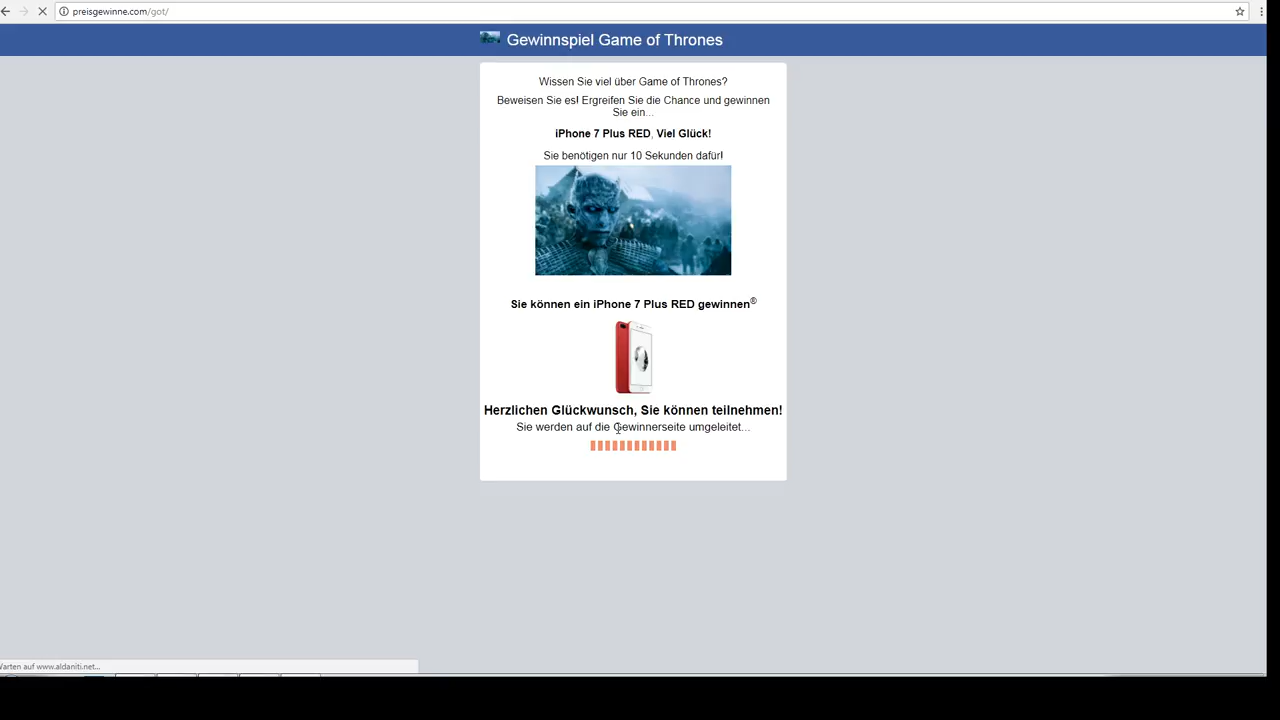 preisgewinne.com/got/
Gewinnspiel Game of Thrones
Wissen Sie viel über Game of Thrones?
Beweisen Sie es! Ergreifen Sie die Chance und gewinnen
Sie ein...
iPhone 7 Plus RED, Viel Glück!
Sie benötigen nur 10 Sekunden dafür!
Sie können ein iPhone 7 Plus RED gewinnen®
Herzlichen Glückwunsch, Sie können teilnehmen!
Sie werden auf die Gewinnerseite umgeleitet...
Warten auf www.aldaniti.net...